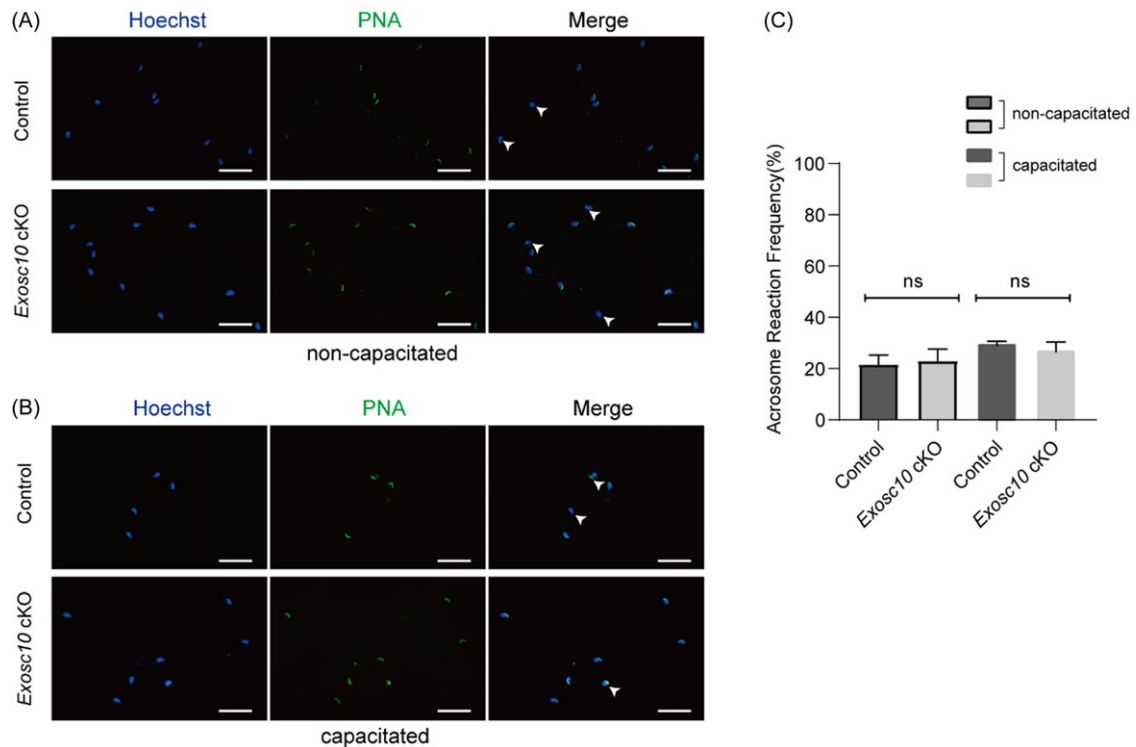 (A)
Hoechst PNA Merge
Control
Exosc10 cKO
non-capacitated
(B)
Hoechst PNA Merge
Control
Exosc10 cKO
capacitated
(C)
non-capacitated
capacitated
Acrosome Reaction Frequency(%)
100
80
60
40
20
0
ns ns
Control
Exosc10 cKO
Control
Exosc10 cKO